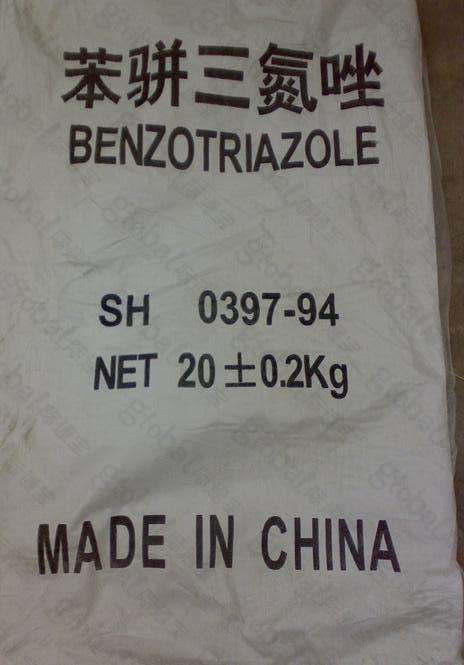 苯骈三氮唑
BENZOTRIAZOLE
SH 0397-94
NET 20±0.2Kg
MADE IN CHINA